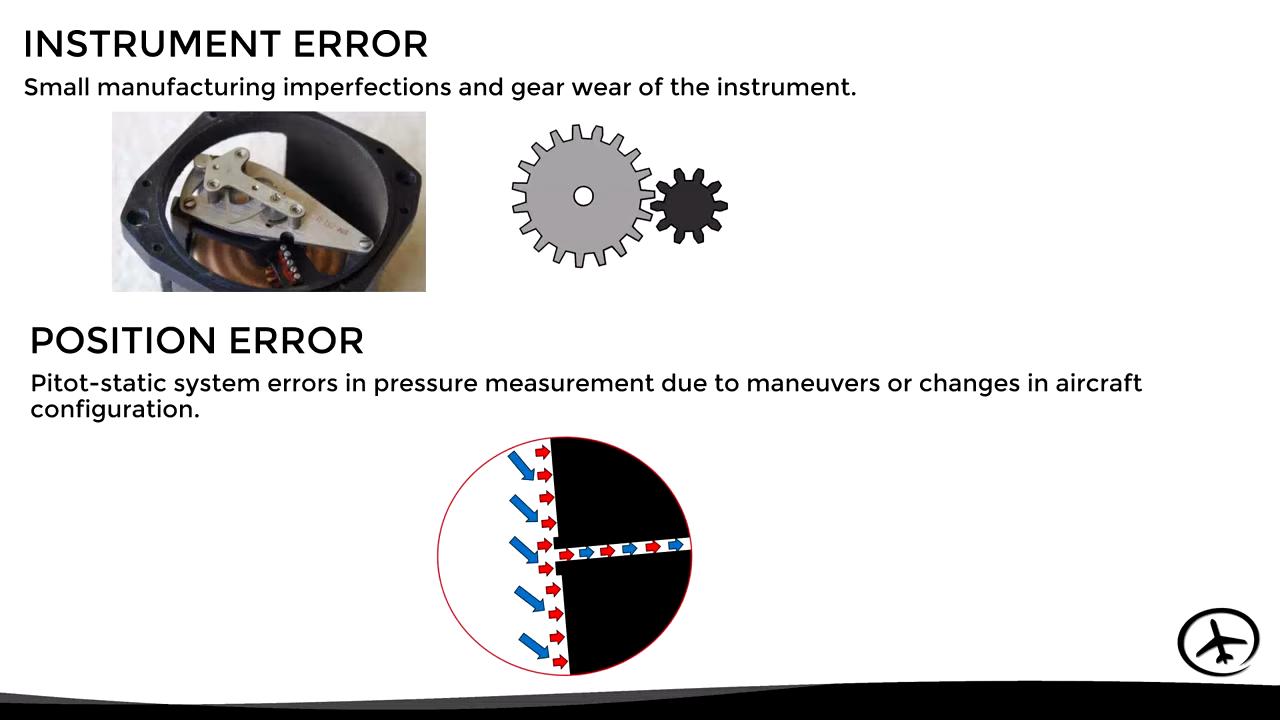 INSTRUMENT ERROR
Small manufacturing imperfections and gear wear of the instrument.
POSITION ERROR
Pitot-static system errors in pressure measurement due to maneuvers or changes in aircraft
configuration.